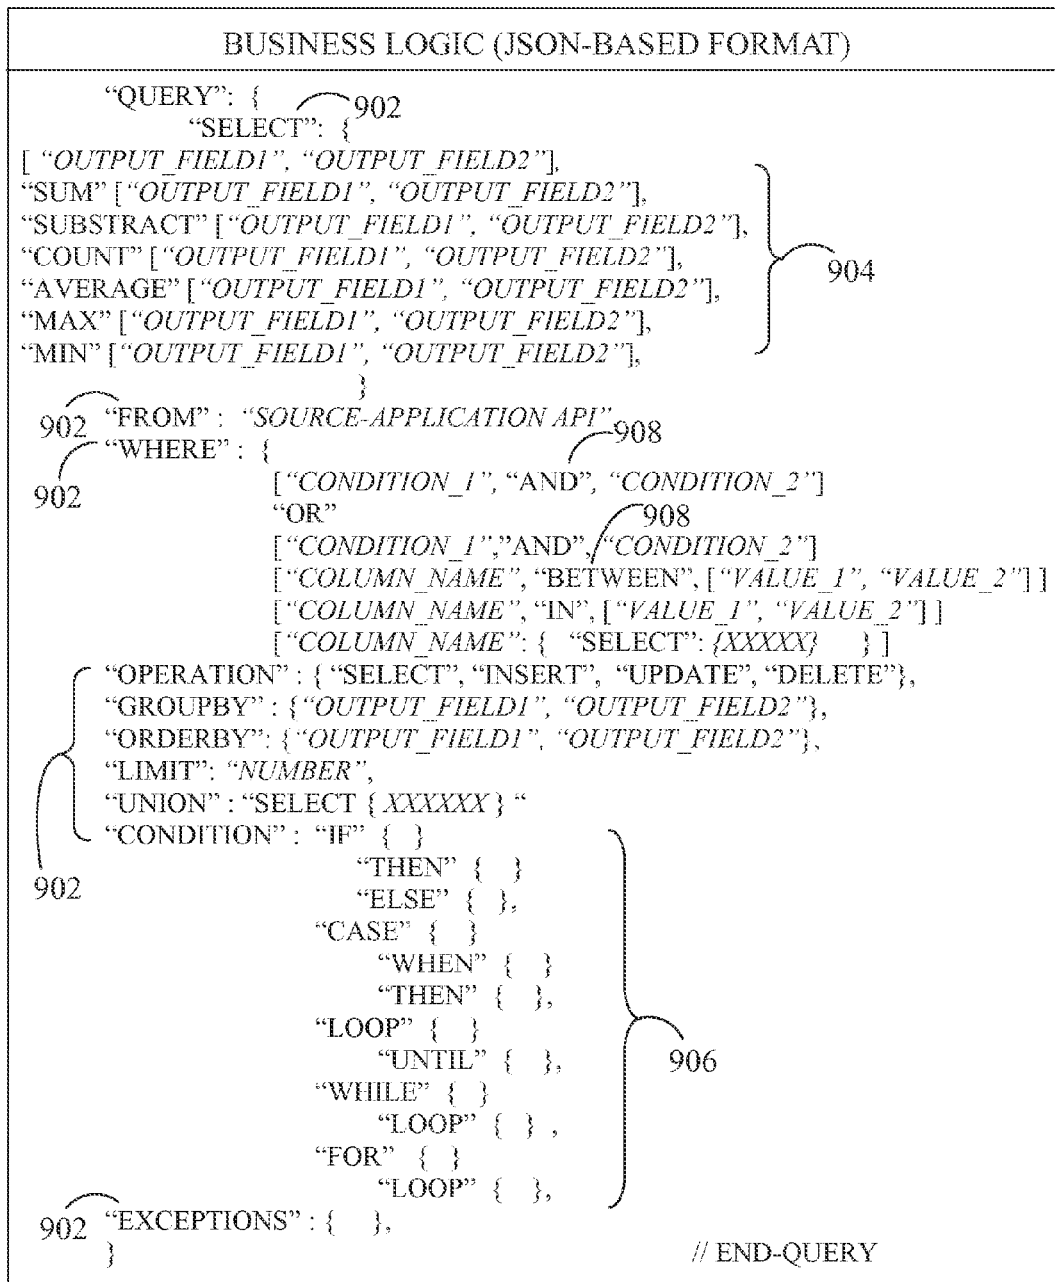 BUSINESS LOGIC (JSON-BASED FORMAT)
“QUERY”: {
902
“SELECT”: {
[ “OUTPUT_FIELD1”, “OUTPUT_FIELD2”],
“SUM” [“OUTPUT_FIELD1”, “OUTPUT_FIELD2”],
“SUBSTRACT” [“OUTPUT_FIELD1”, “OUTPUT_FIELD2”],
“COUNT” [“OUTPUT_FIELD1”, “OUTPUT_FIELD2”],
904
“AVERAGE” [“OUTPUT_FIELD1”, “OUTPUT_FIELD2”],
“MAX” [“OUTPUT_FIELD1”, “OUTPUT_FIELD2”],
“MIN” [“OUTPUT_FIELD1”, “OUTPUT_FIELD2”],
}
902 “FROM” : “SOURCE-APPLICATION API”,
908
“WHERE” : {
902
[“CONDITION_1”, “AND”, “CONDITION_2”]
“OR”
908
[“CONDITION_1”,“AND”, “CONDITION_2”]
[“COLUMN_NAME”, “BETWEEN”, [“VALUE_1”, “VALUE_2”] ]
[“COLUMN_NAME”, “IN”, [“VALUE_1”, “VALUE_2”] ]
[“COLUMN_NAME”: { “SELECT”: {XXXXX} } ]
“OPERATION” : { “SELECT”, “INSERT”, “UPDATE”, “DELETE”},
“GROUPBY” : {“OUTPUT_FIELD1”, “OUTPUT_FIELD2”},
“ORDERBY”: {“OUTPUT_FIELD1”, “OUTPUT_FIELD2”},
“LIMIT”: “NUMBER”,
“UNION” : “SELECT { XXXXXX } “
“CONDITION” : “IF” { }
“THEN” { }
902
“ELSE” { },
“CASE” { }
“WHEN” { }
“THEN” { },
“LOOP” { }
“UNTIL” { },
906
“WHILE” { }
“LOOP” { } ,
“FOR” { }
“LOOP” { },
902 “EXCEPTIONS” : { },
} // END-QUERY